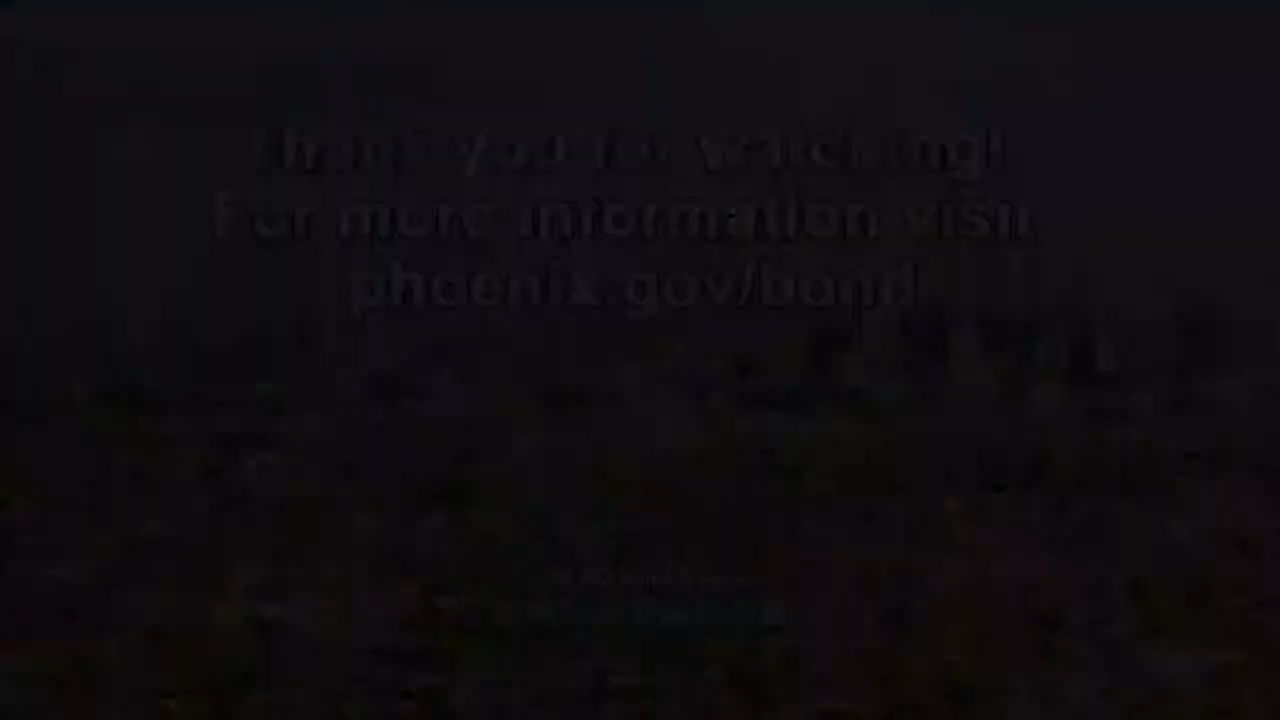 Thank you for watching!
For more information visit
phoenix.gov/bond